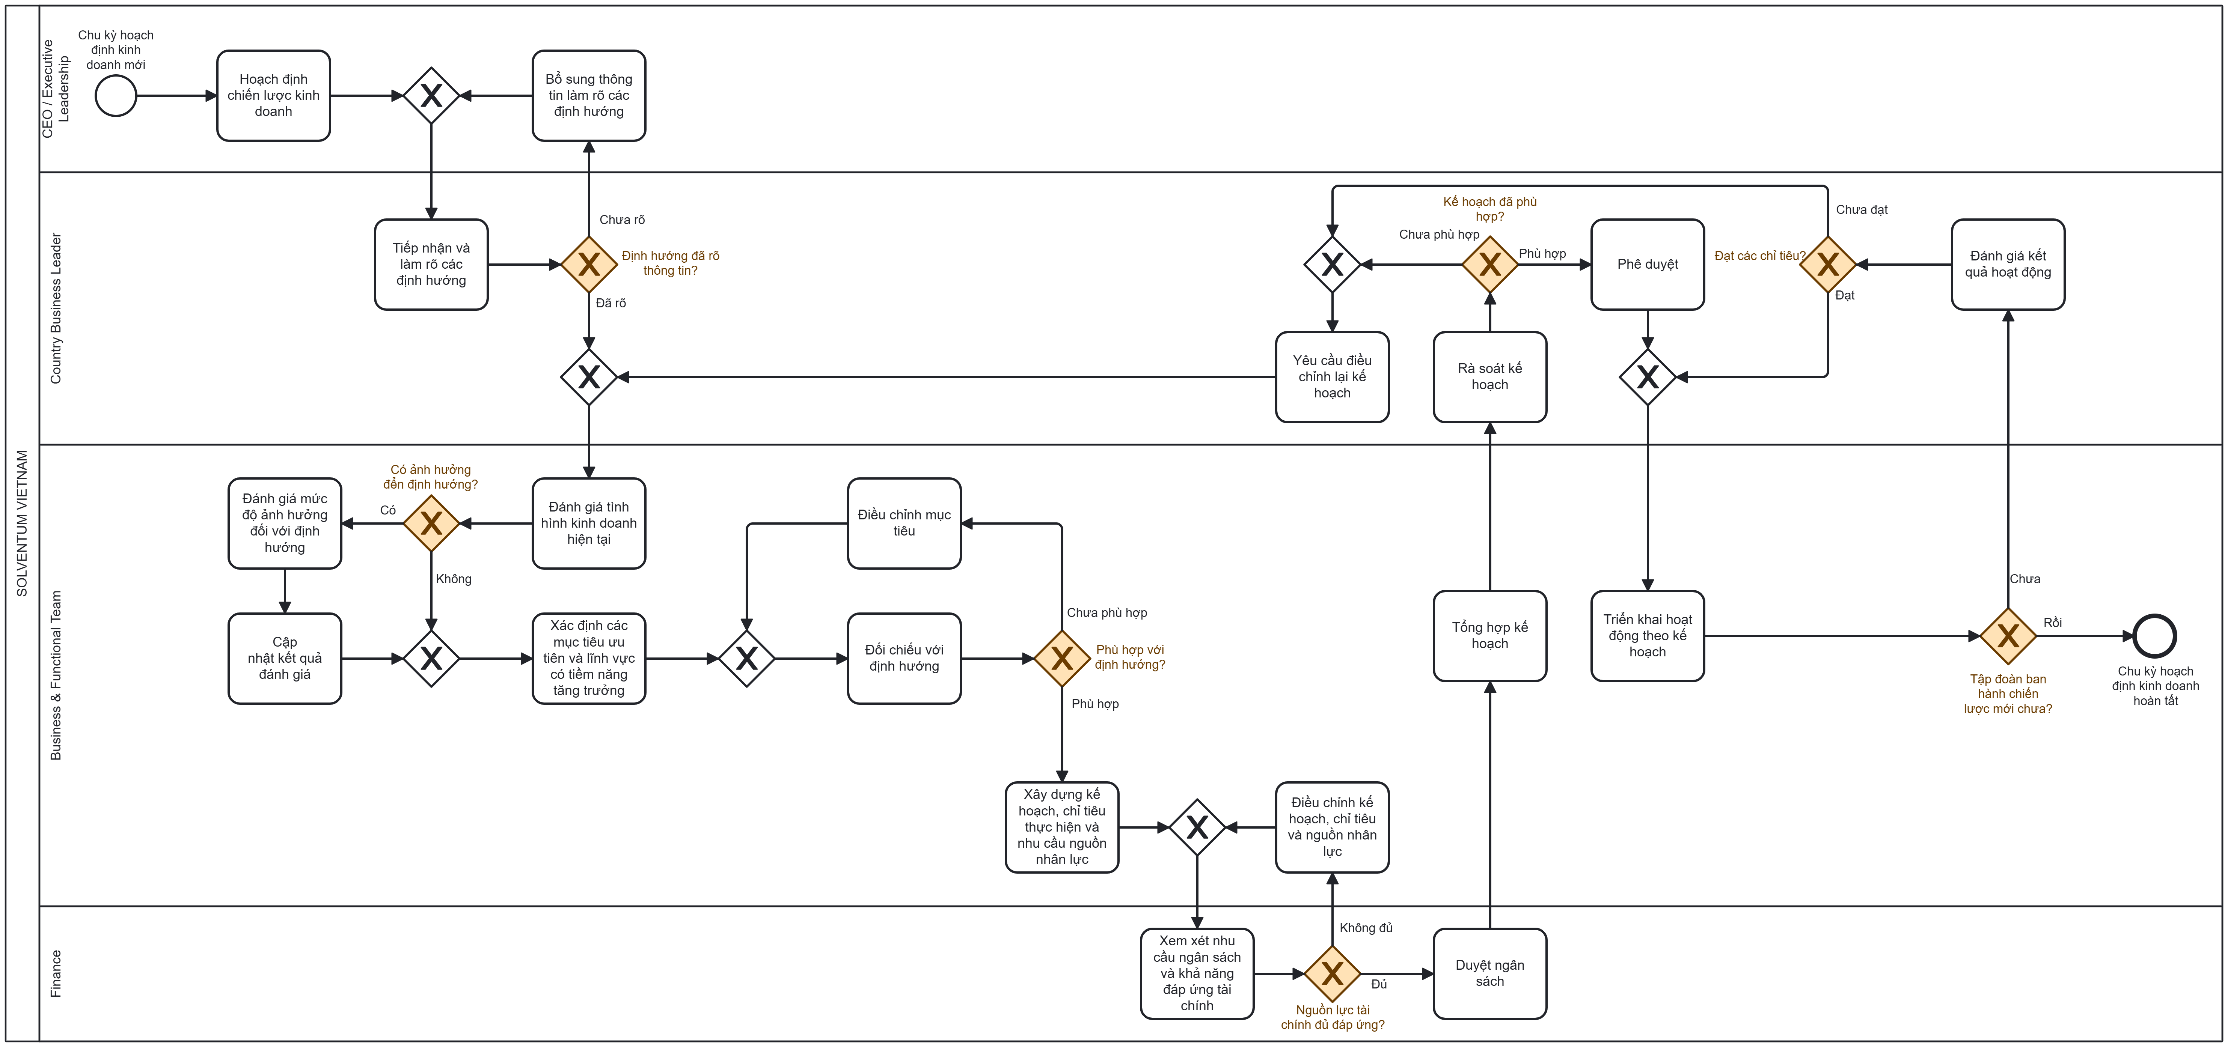 SOLVENTUM VIETNAM
CEO / Executive
Leadership
Chu kỳ hoạch
định kinh
doanh mới
Hoạch định
chiến lược kinh
doanh
X
Bổ sung thông
tin làm rõ các
định hướng
Country Business Leader
Tiếp nhận và
làm rõ các
định hướng
Chưa rõ
X
Định hướng đã rõ
thông tin?
Đã rõ
X
X
Yêu cầu điều
chỉnh lại kế
hoạch
Kế hoạch đã phù
hợp?
Chưa phù hợp
X
Phù hợp
Rà soát kế
hoạch
Phê duyệt
X
Chưa đạt
Đạt các chỉ tiêu?
X
Đạt
Đánh giá kết
quả hoạt động
Business & Functional Team
Đánh giá mức
độ ảnh hưởng
đối với định
hướng
Có ảnh hưởng
đến định hướng?
Có
X
Không
Đánh giá tình
hình kinh doanh
hiện tại
Cập
nhật kết quả
đánh giá
X
Xác định các
mục tiêu ưu
tiên và lĩnh vực
có tiềm năng
tăng trưởng
X
Điều chỉnh mục
tiêu
Đối chiếu với
định hướng
Chưa phù hợp
X
Phù hợp với
định hướng?
Phù hợp
Xây dựng kế
hoạch, chỉ tiêu
thực hiện và
nhu cầu nguồn
nhân lực
X
Điều chỉnh kế
hoạch, chỉ tiêu
và nguồn nhân
lực
Tổng hợp kế
hoạch
Triển khai hoạt
động theo kế
hoạch
Chưa
X
Rồi
Tập đoàn ban
hành chiến
lược mới chưa?
Chu kỳ hoạch
định kinh doanh
hoàn tất
Finance
Xem xét nhu
cầu ngân sách
và khả năng
đáp ứng tài
chính
Không đủ
X
Đủ
Nguồn lực tài
chính đủ đáp ứng?
Duyệt ngân
sách